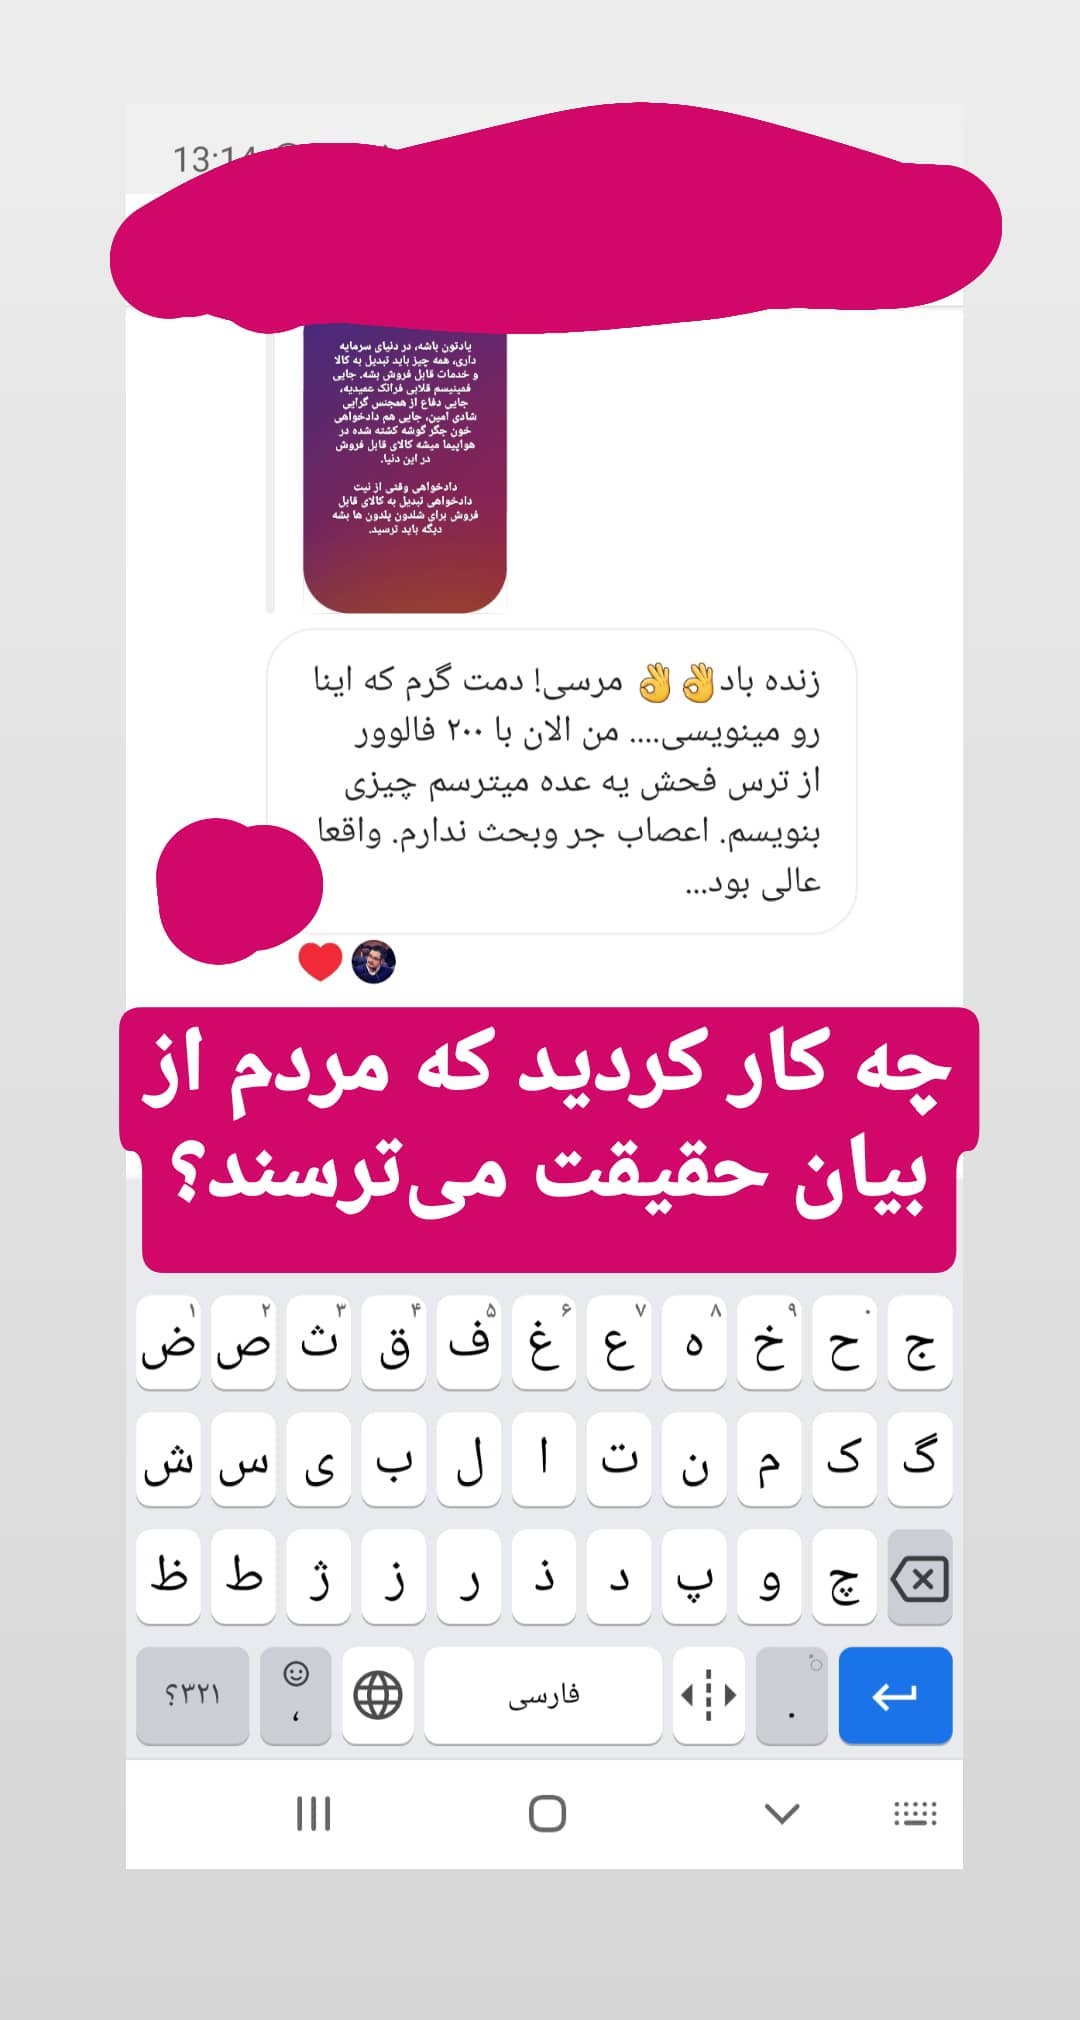 13:14
یادتون باشه، در دنیای سرمایه
داری، همه چیز باید تبدیل به کالا
و خدمات قابل فروش بشه. جایی
فمینیسم قلابی فرانک عمیدیه،
جایی دفاع از همجنس گرایی
شادی امین، جایی هم دادخواهی
خون جگر گوشه کشته شده در
هواپیما میشه کالای قابل فروش
در این دنیا.
دادخواهی وقتی از نیت
دادخواهی تبدیل به کالای قابل
فروش برای شلدون پلدون ها بشه
دیگه باید ترسید.
زنده باد👌👌 مرسی! دمت گرم که اینا
رو مینویسی.... من الان با ۲۰۰ فالوور
از ترس فحش یه عده میترسم چیزی
بنویسم. اعصاب جر وبحث ندارم. واقعا
عالی بود...
چه کار کردید که مردم از
بیان حقیقت می‌ترسند؟
۱ ۲ ۳ ۴ ۵ ۶ ۷ ۸ ۹ ۰
ض ص ث ق ف غ ع ه خ ح ج
ش س ی ب ل ا ت ن م ک گ
ظ ط ژ ز ر ذ د پ و چ
۳۲۱؟ ، فارسی .